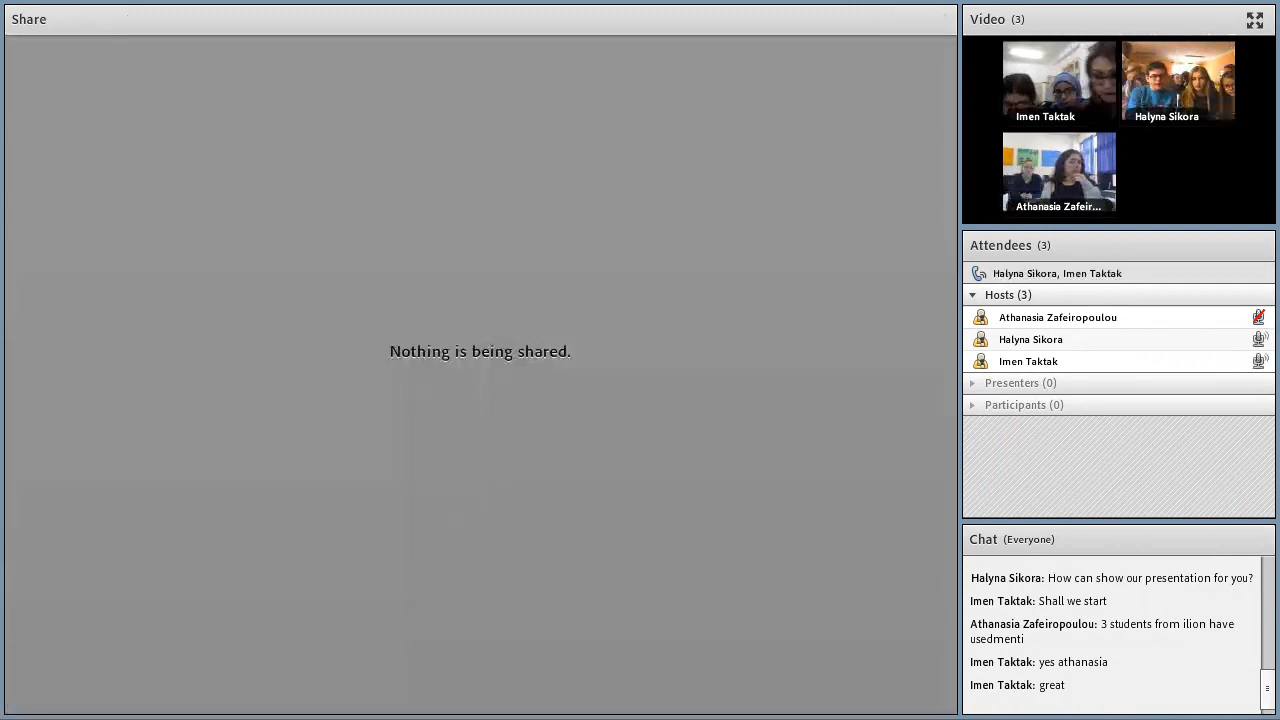 Share
Nothing is being shared.
Video (3)
Imen Taktak
Halyna Sikora
Athanasia Zafeir...
Attendees (3)
Halyna Sikora, Imen Taktak
Hosts (3)
Athanasia Zafeiropoulou
Halyna Sikora
Imen Taktak
Presenters (0)
Participants (0)
Chat (Everyone)
Halyna Sikora: How can show our presentation for you?
Imen Taktak: Shall we start
Athanasia Zafeiropoulou: 3 students from ilion have
usedmenti
Imen Taktak: yes athanasia
Imen Taktak: great